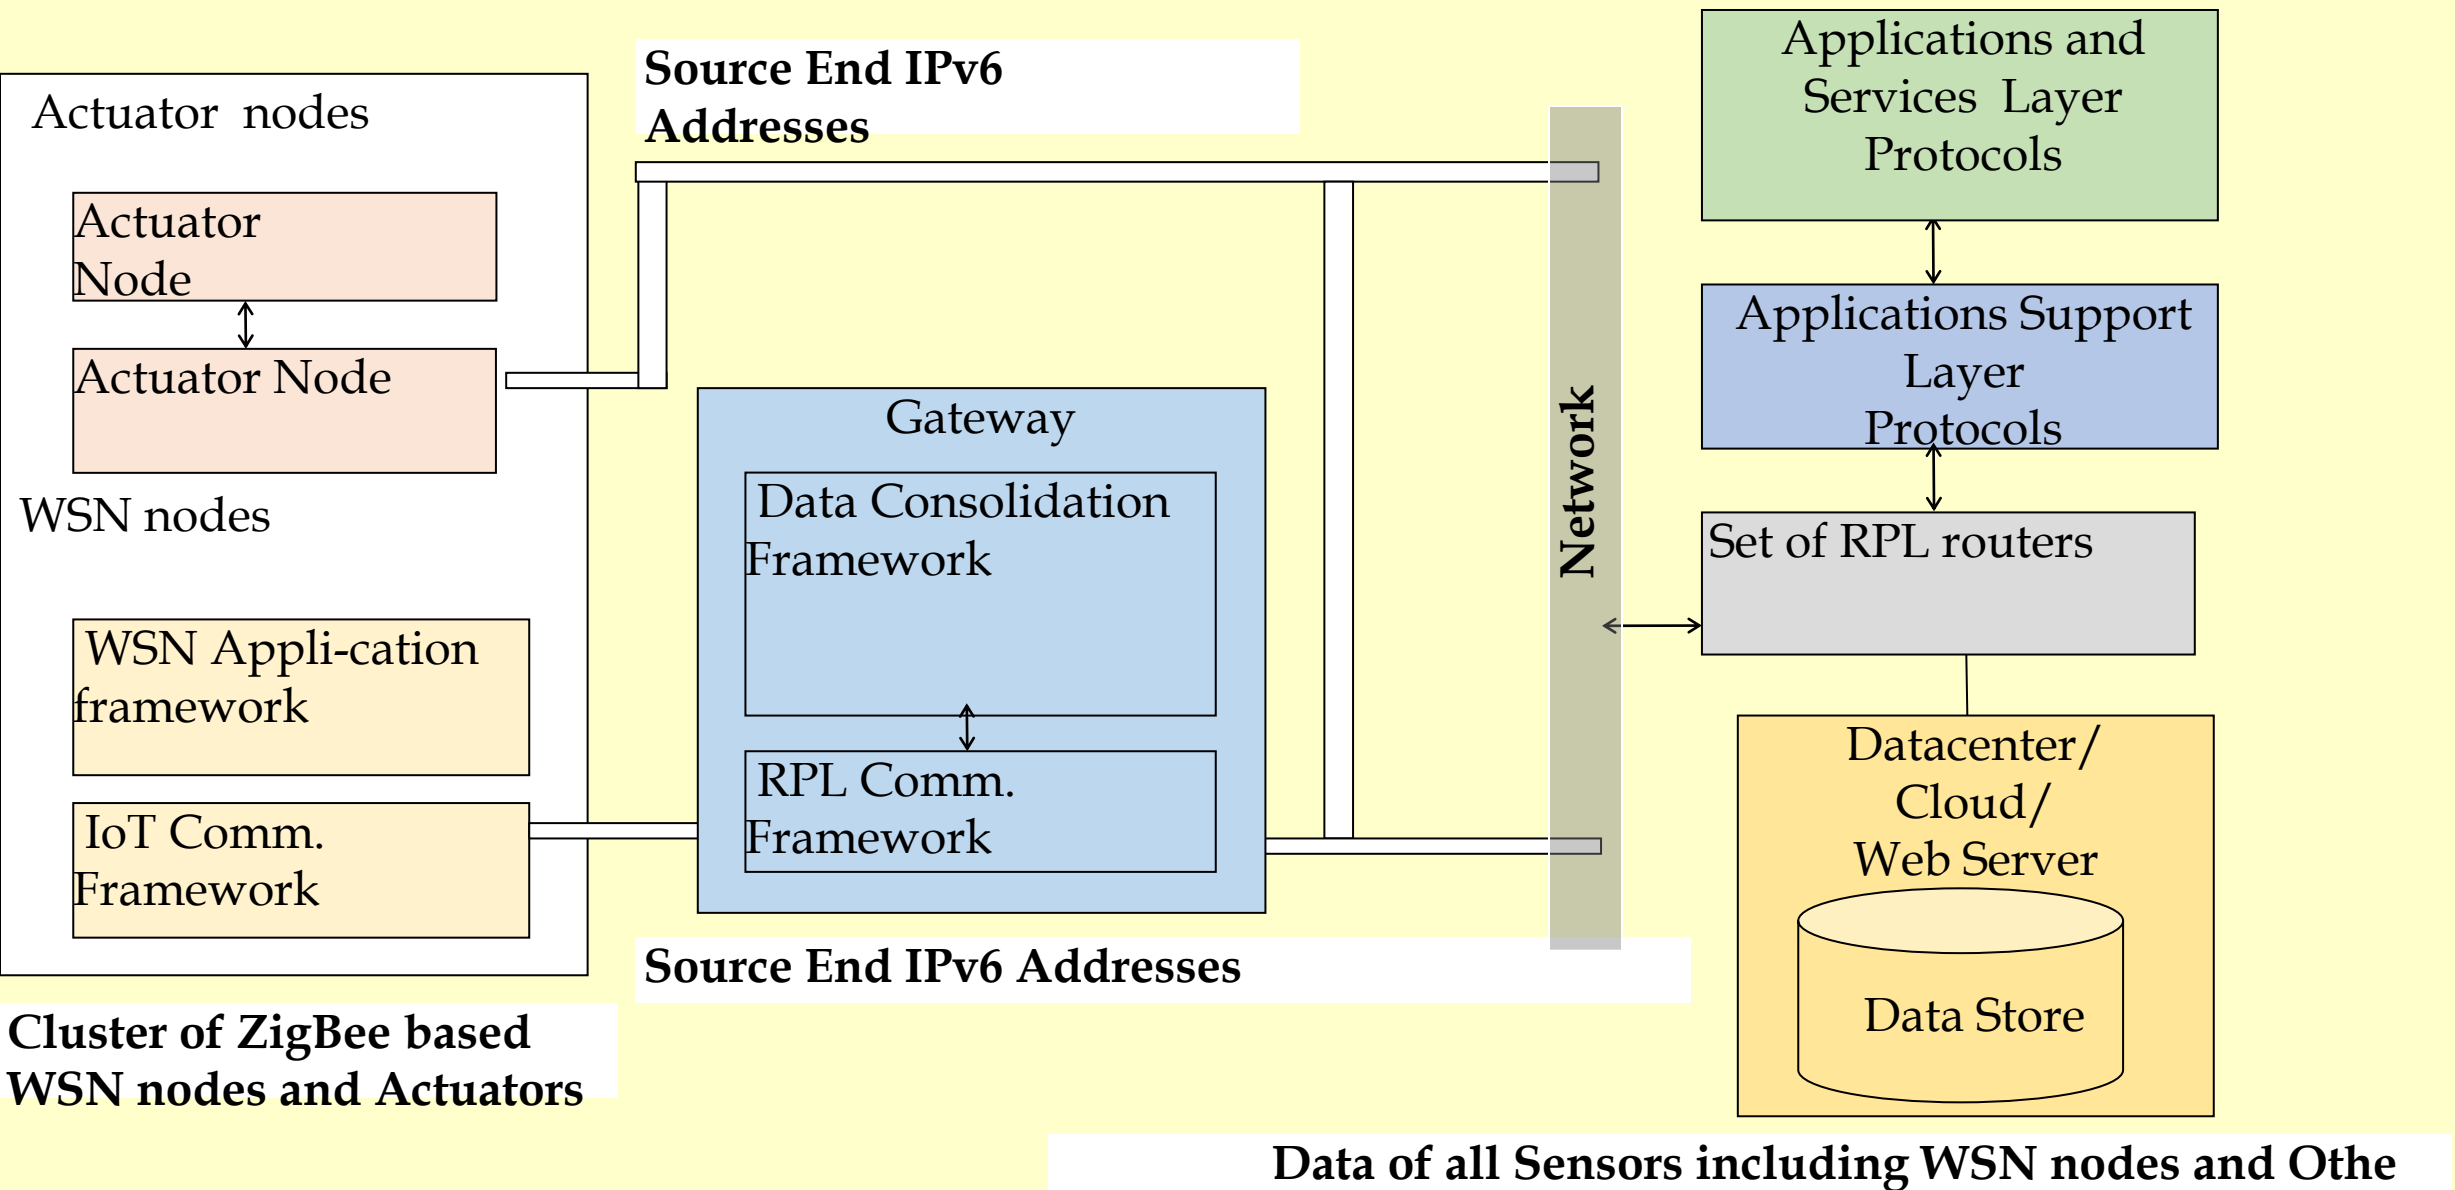 Source End IPv6
Addresses
Actuator  nodes
Actuator
Node
Actuator Node
WSN nodes
WSN Appli-cation
framework
IoT Comm.
Framework
Cluster of ZigBee based
WSN nodes and Actuators
Gateway
Data Consolidation
Framework
RPL Comm.
Framework
Source End IPv6 Addresses
Network
Applications and
Services  Layer
Protocols
Applications Support
Layer
Protocols
Set of RPL routers
Datacenter/
Cloud/
Web Server
Data Store
Data of all Sensors including WSN nodes and Othe